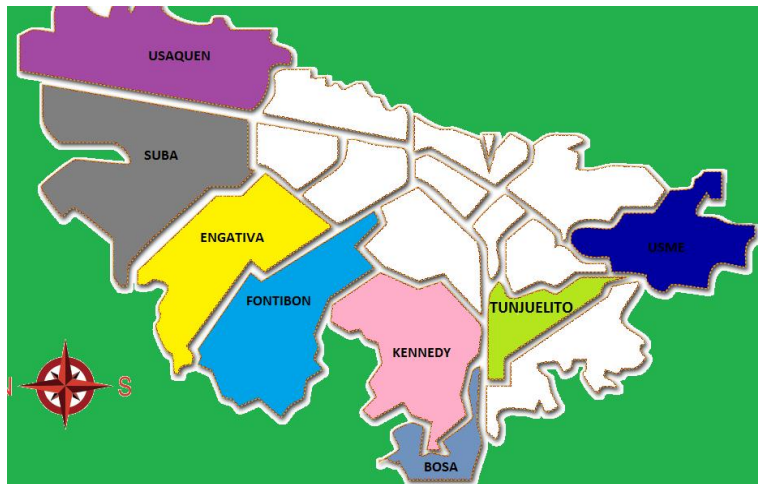 USAQUEN
SUBA
ENGATIVA
USME
FONTIBON
TUNJUELITO
KENNEDY
N S
BOSA